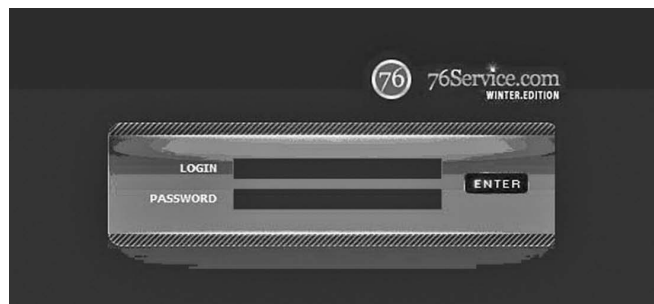 76 76Service.com
WINTER.EDITION
LOGIN
PASSWORD
ENTER